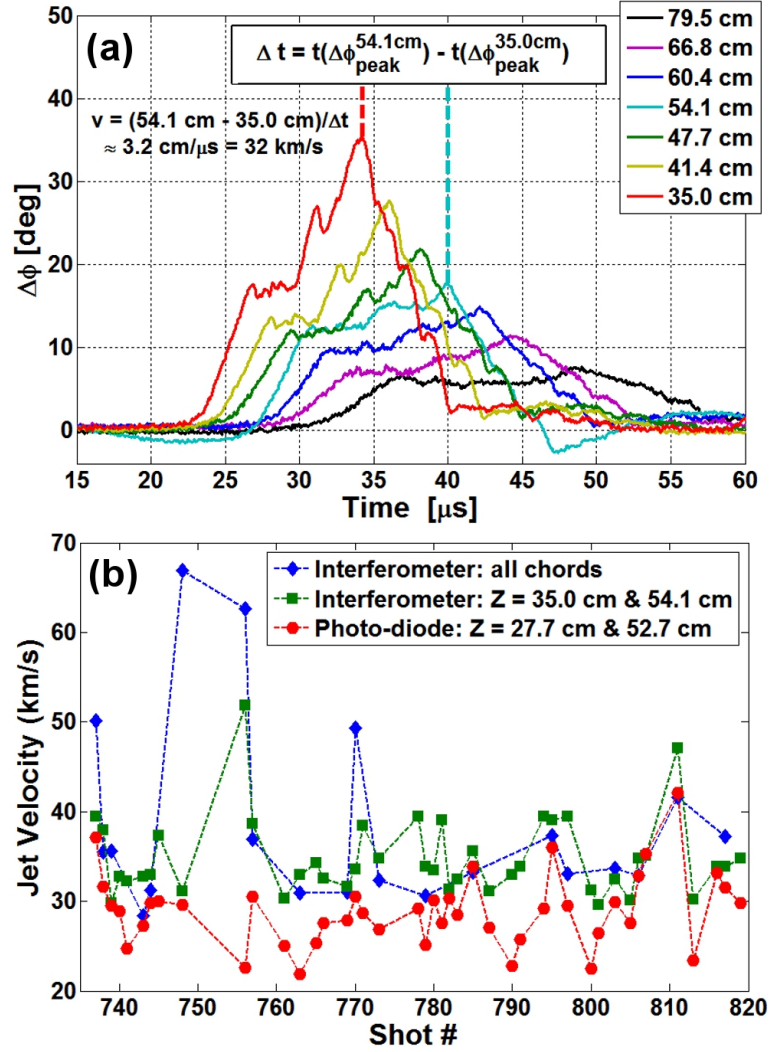 (a)
Δ t = t(Δϕ^{54.1cm}_{peak}) - t(Δϕ^{35.0cm}_{peak})
v = (54.1 cm - 35.0 cm)/Δt
≈ 3.2 cm/μs = 32 km/s
79.5 cm
66.8 cm
60.4 cm
54.1 cm
47.7 cm
41.4 cm
35.0 cm
Δϕ [deg]
50
40
30
20
10
0
15 20 25 30 35 40 45 50 55 60
Time [μs]
(b)
Interferometer: all chords
Interferometer: Z = 35.0 cm & 54.1 cm
Photo-diode: Z = 27.7 cm & 52.7 cm
Jet Velocity (km/s)
70
60
50
40
30
20
740 750 760 770 780 790 800 810 820
Shot #